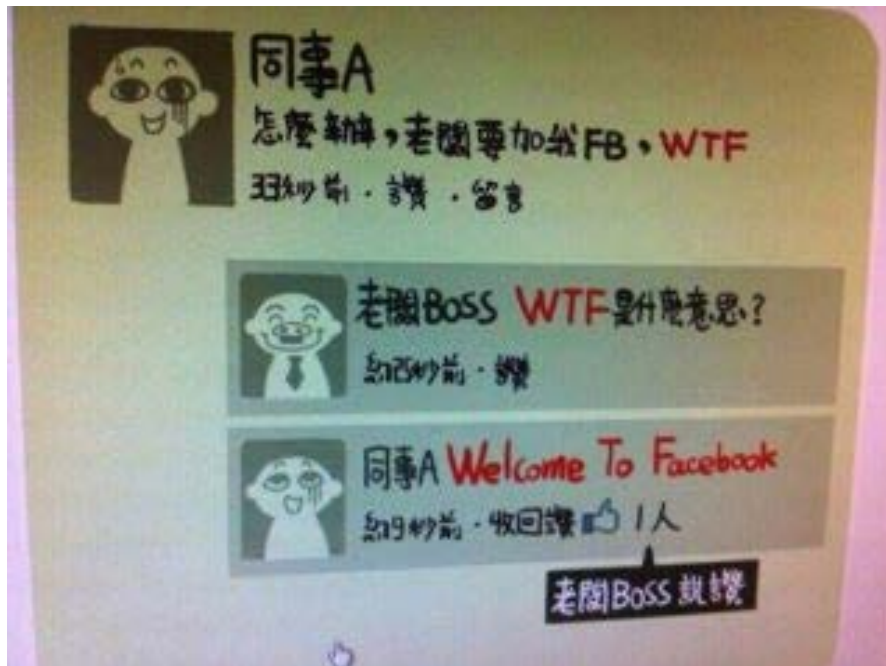 同事A
怎麼辦，老闆要加我FB，WTF
33秒前．讚．留言
老闆BOSS WTF是什麼意思？
約25秒前．讚
同事A Welcome To Facebook
約9秒前．收回讚 1人
老闆BOSS說讚